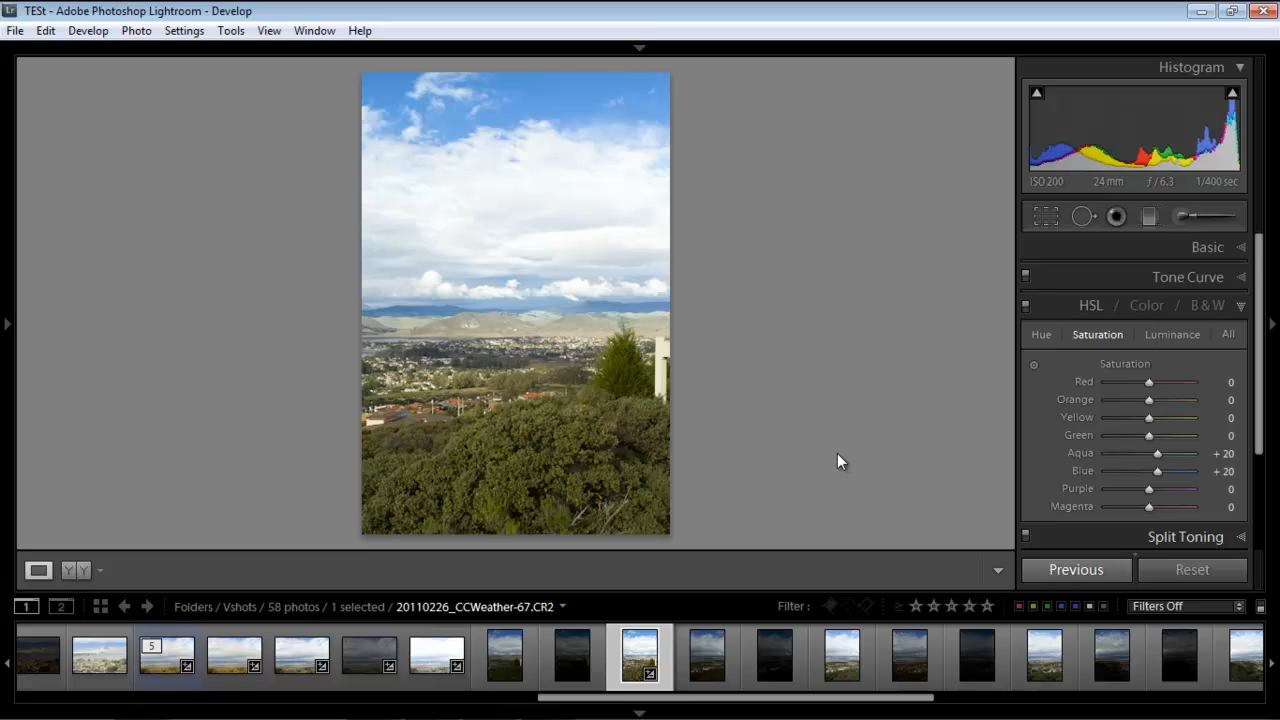 Lr TESt - Adobe Photoshop Lightroom - Develop
File Edit Develop Photo Settings Tools View Window Help
Histogram
ISO 200 24 mm ƒ / 6.3 1/400 sec
Basic
Tone Curve
HSL / Color / B & W
Hue Saturation Luminance All
Saturation
Red 0
Orange 0
Yellow 0
Green 0
Aqua + 20
Blue + 20
Purple 0
Magenta 0
Split Toning
Previous Reset
Y Y
1 2 Folders / Vshots / 58 photos / 1 selected / 20110226_CCWeather-67.CR2 Filter : ≥ Filters Off
5